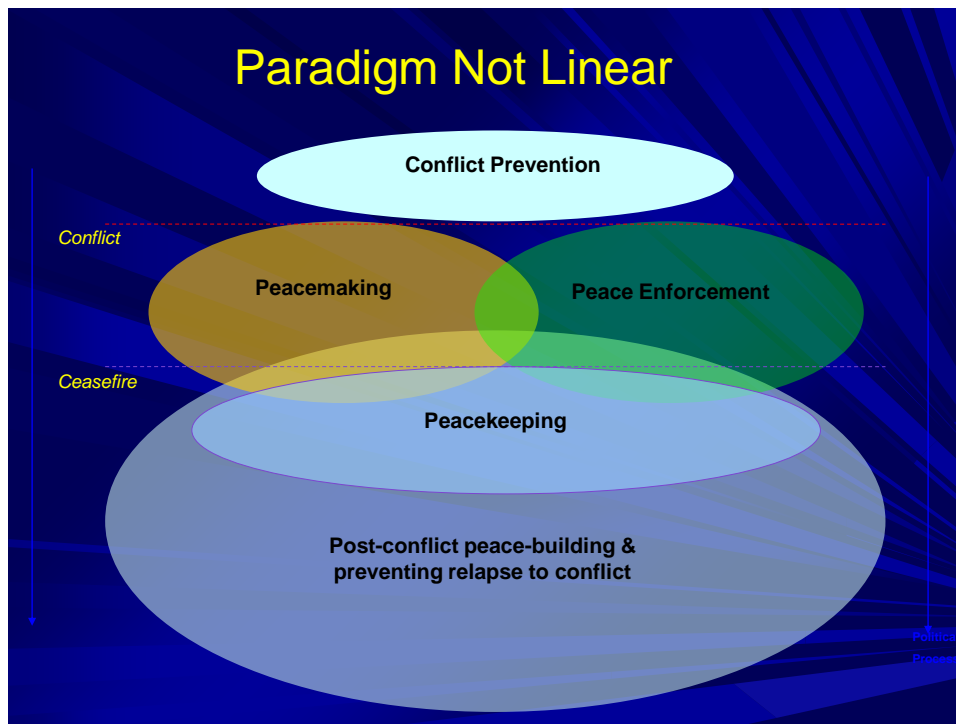 Paradigm Not Linear
Conflict Prevention
Conflict
Peacemaking
Peace Enforcement
Ceasefire
Peacekeeping
Post-conflict peace-building &
preventing relapse to conflict